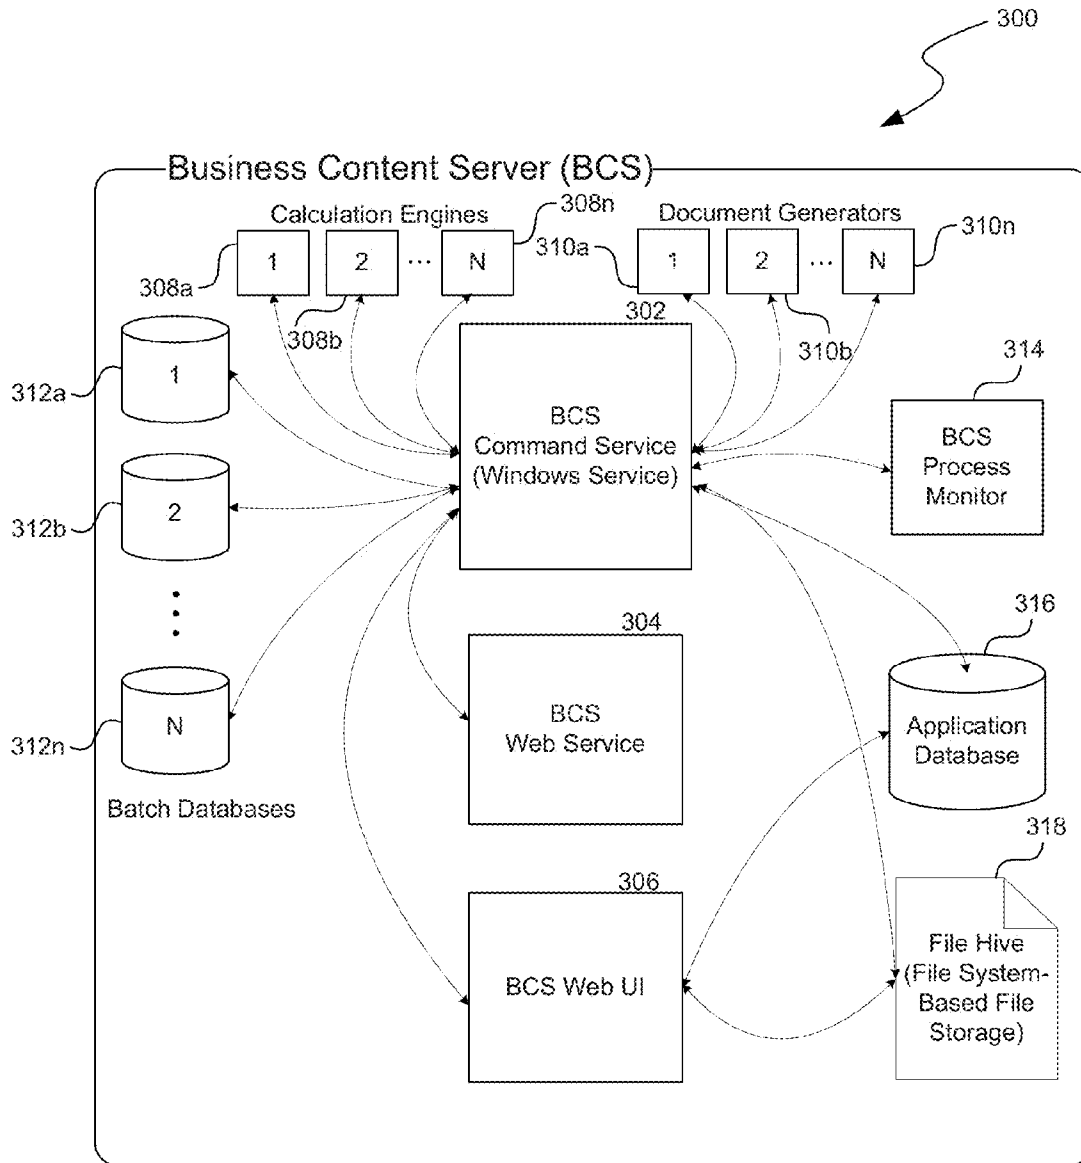 300
Business Content Server (BCS)
Calculation Engines
308n
Document Generators
310n
310a
1
2
...
N
1
2
...
N
308a
308b
302
310b
314
312a
1
BCS
Command Service
(Windows Service)
BCS
Process
Monitor
312b
2
304
316
312n
N
BCS
Web Service
Application
Database
Batch Databases
318
306
BCS Web UI
File Hive
(File System-
Based File
Storage)